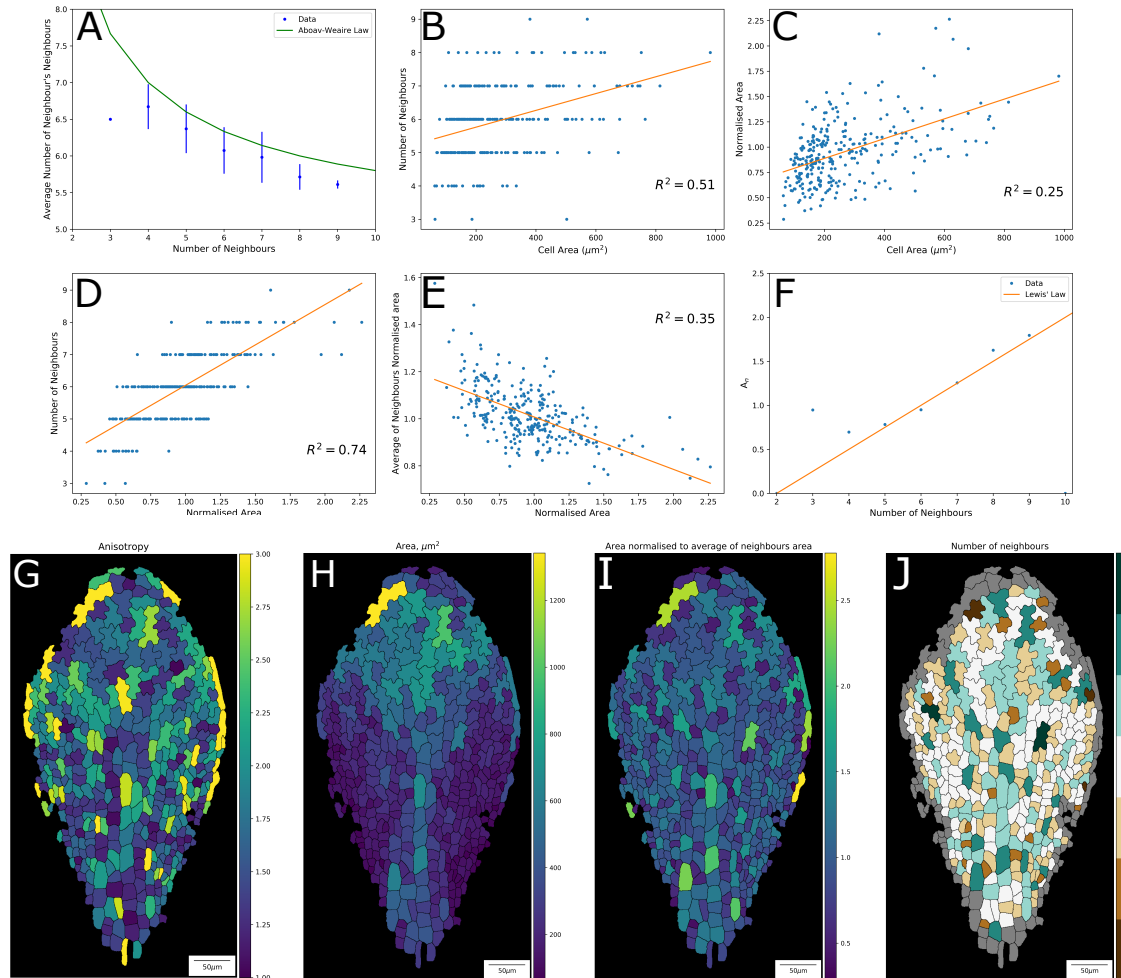 A
8.0
7.5
7.0
6.5
6.0
5.5
5.0
2 3 4 5 6 7 8 9 10
Average Number of Neighbour's Neighbours
Number of Neighbours
Data
Aboav-Weaire Law
B
9
8
7
6
5
4
3
200 400 600 800 1000
Number of Neighbours
Cell Area (μm²)
R² = 0.51
C
2.25
2.00
1.75
1.50
1.25
1.00
0.75
0.50
0.25
0 200 400 600 800 1000
Normalised Area
Cell Area (μm²)
R² = 0.25
D
9
8
7
6
5
4
3
0.25 0.50 0.75 1.00 1.25 1.50 1.75 2.00 2.25
Number of Neighbours
Normalised Area
R² = 0.74
E
1.6
1.4
1.2
1.0
0.8
0.25 0.50 0.75 1.00 1.25 1.50 1.75 2.00 2.25
Average of Neighbours Normalised area
Normalised Area
R² = 0.35
F
2.5
2.0
1.5
1.0
0.5
0.0
2 3 4 5 6 7 8 9 10
Aₙ
Number of Neighbours
Data
Lewis' Law
G
Anisotropy
3.00
2.75
2.50
2.25
2.00
1.75
1.50
1.25
1.00
50μm
H
Area, μm²
1200
1000
800
600
400
200
50μm
I
Area normalised to average of neighbours area
2.5
2.0
1.5
1.0
0.5
50μm
J
Number of neighbours
50μm